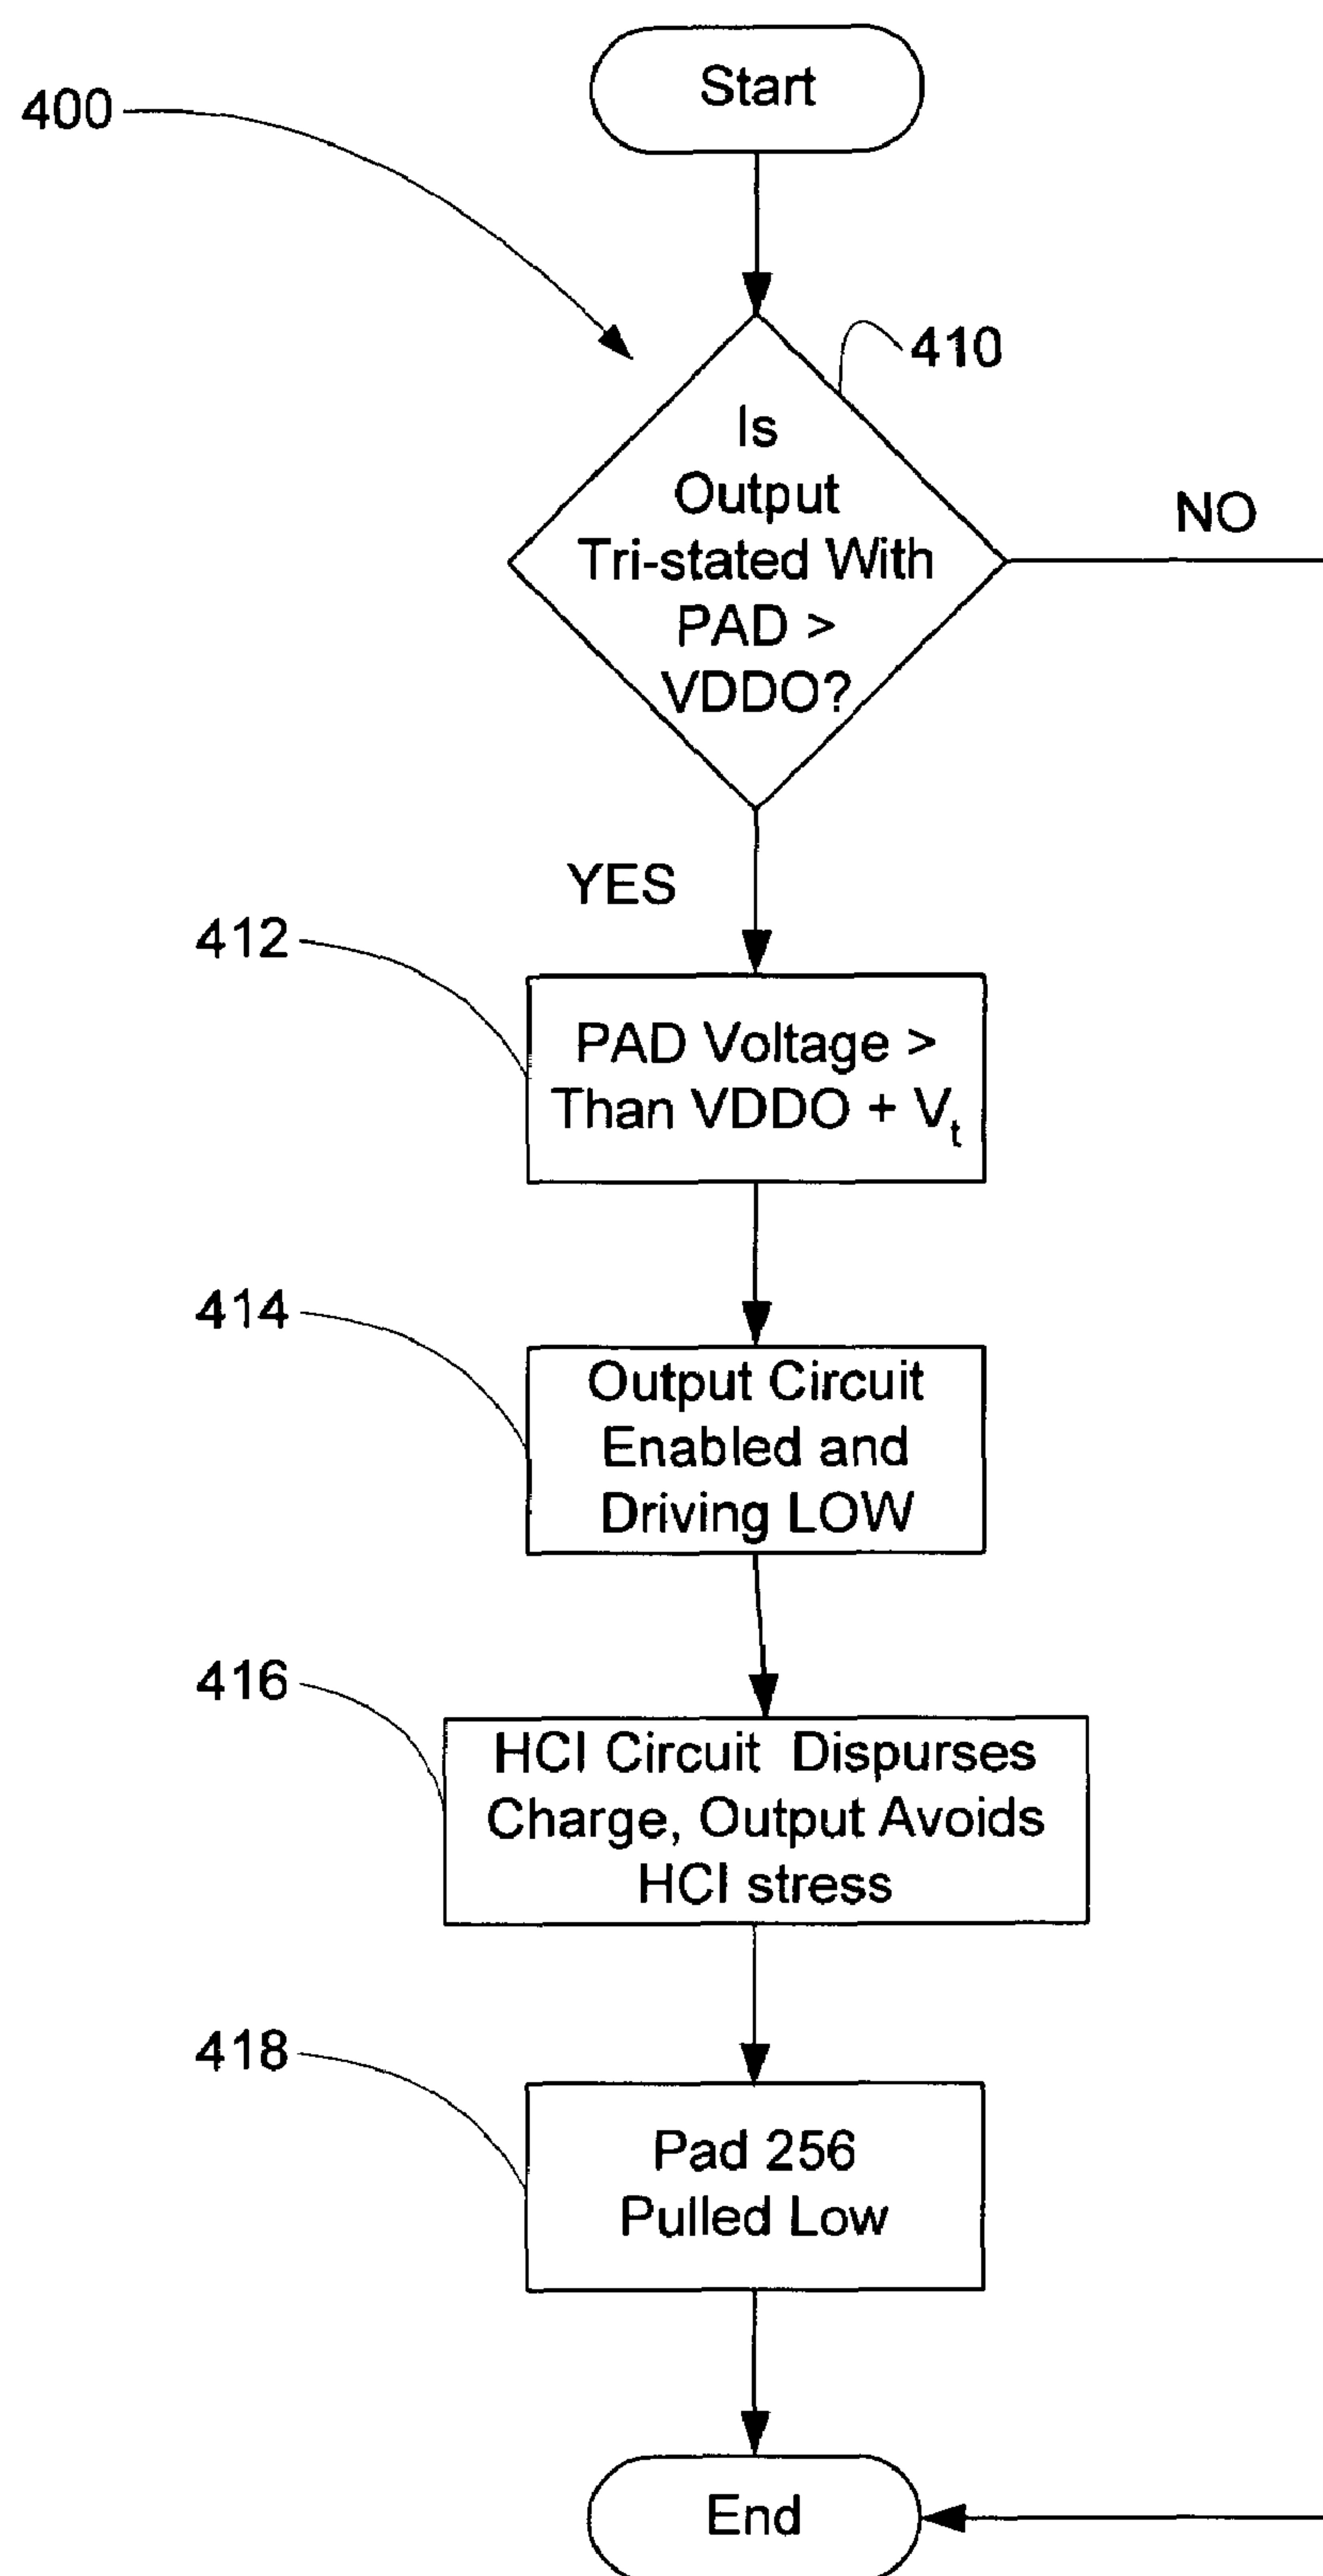 Start
400
410
Is
Output
Tri-stated With
PAD >
VDDO?
NO
YES
412
PAD Voltage >
Than VDDO + Vt
414
Output Circuit
Enabled and
Driving LOW
416
HCI Circuit Dispurses
Charge, Output Avoids
HCI stress
418
Pad 256
Pulled Low
End